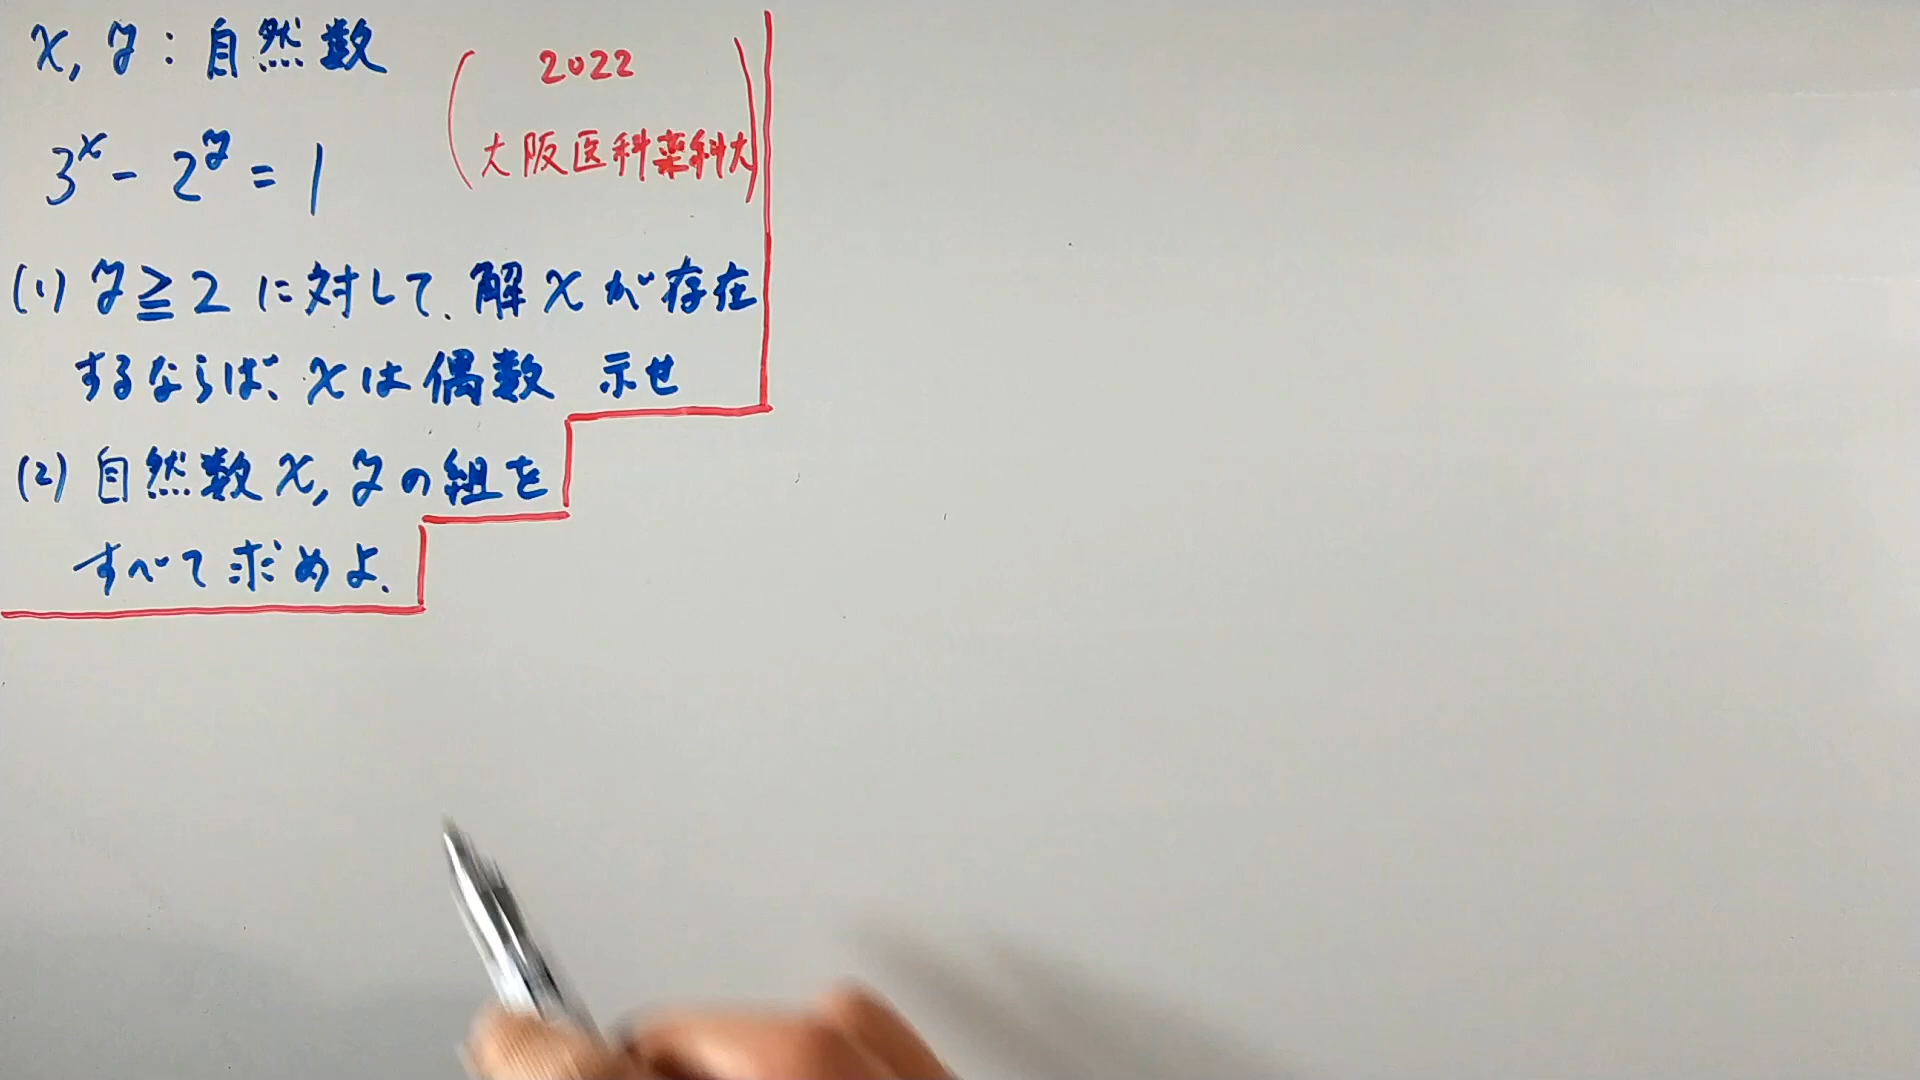 x, y : 自然数
(2022
大阪医科薬科大)
3^x - 2^y = 1
(1) y ≧ 2 に対して、解 x が存在
するならば、x は偶数 示せ
(2) 自然数 x, y の組を
すべて求めよ.